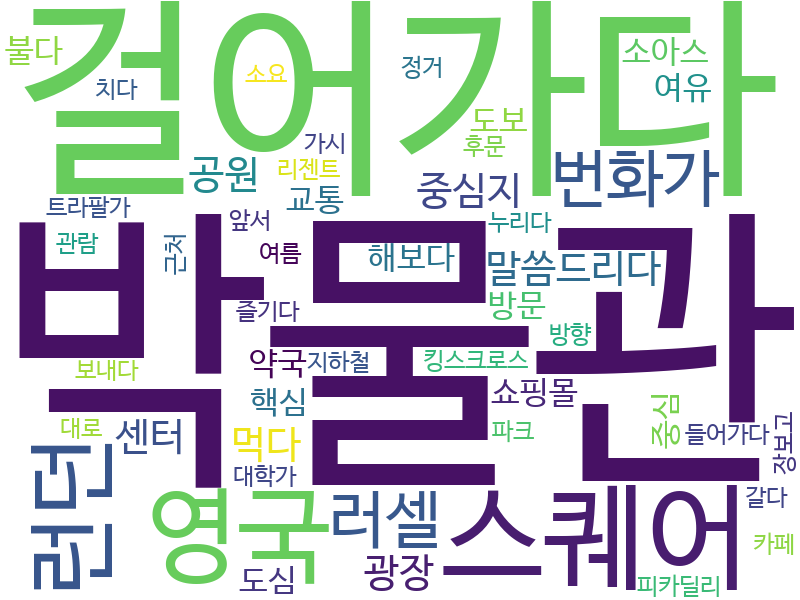 걸어가다
불다
치다
소요
정거
소아스
여유
도보
후문
가시
리젠트
공원
교통
중심지
번화가
트라팔가
앞서
누리다
관람
근처
여름
해보다
말씀드리다
박물관
즐기다
방문
방향
약국
지하철
킹스크로스
보내다
핵심
쇼핑몰
대로
센터
먹다
파크
중심
들어가다
장보고
대학가
런던
영국
러셀
스퀘어
갈다
카페
도심
광장
피카딜리